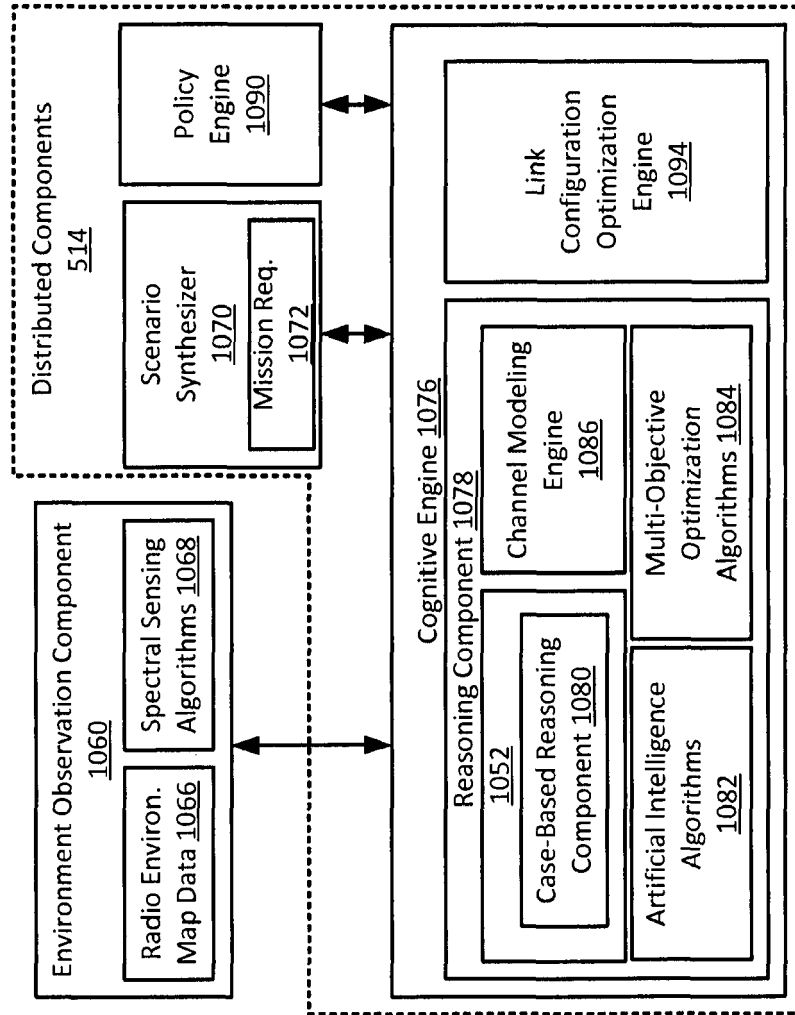 Environment Observation Component
1060
Radio Environ.
Map Data 1066
Spectral Sensing
Algorithms 1068
Distributed Components
514
Scenario
Synthesizer
1070
Mission Req.
1072
Policy
Engine
1090
Cognitive Engine 1076
Reasoning Component 1078
1052
Case-Based Reasoning
Component 1080
Channel Modeling
Engine
1086
Artificial Intelligence
Algorithms
1082
Multi-Objective
Optimization
Algorithms 1084
Link
Configuration
Optimization
Engine
1094